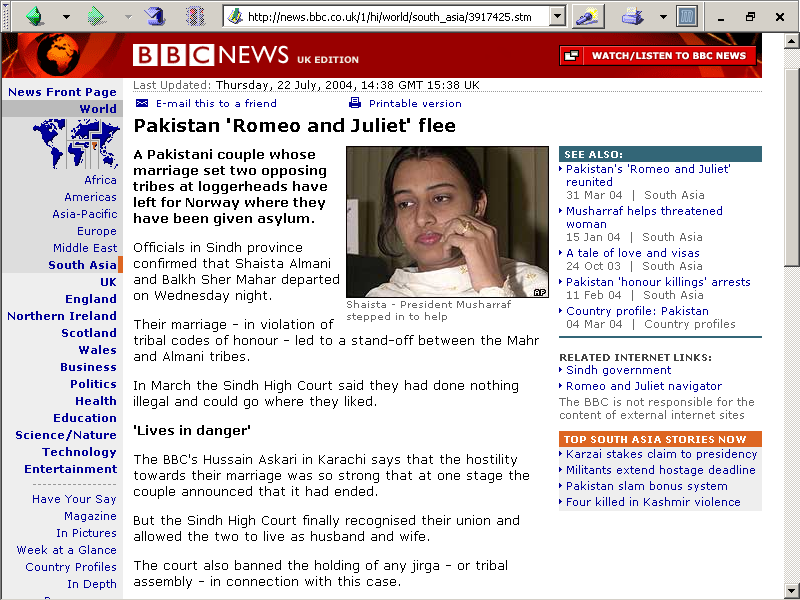 http://news.bbc.co.uk/1/hi/world/south_asia/3917425.stm
BBC NEWS UK EDITION
WATCH/LISTEN TO BBC NEWS
News Front Page
World
Africa
Americas
Asia-Pacific
Europe
Middle East
South Asia
UK
England
Northern Ireland
Scotland
Wales
Business
Politics
Health
Education
Science/Nature
Technology
Entertainment
Have Your Say
Magazine
In Pictures
Week at a Glance
Country Profiles
In Depth
Last Updated: Thursday, 22 July, 2004, 14:38 GMT 15:38 UK
E-mail this to a friend
Printable version
Pakistan 'Romeo and Juliet' flee
A Pakistani couple whose
marriage set two opposing
tribes at loggerheads have
left for Norway where they
have been given asylum.
Officials in Sindh province
confirmed that Shaista Almani
and Balkh Sher Mahar departed
on Wednesday night.
AP
Shaista - President Musharraf
stepped in to help
Their marriage - in violation of
tribal codes of honour - led to a stand-off between the Mahr
and Almani tribes.
In March the Sindh High Court said they had done nothing
illegal and could go where they liked.
'Lives in danger'
The BBC's Hussain Askari in Karachi says that the hostility
towards their marriage was so strong that at one stage the
couple announced that it had ended.
But the Sindh High Court finally recognised their union and
allowed the two to live as husband and wife.
The court also banned the holding of any jirga - or tribal
assembly - in connection with this case.
SEE ALSO:
Pakistan's 'Romeo and Juliet'
reunited
31 Mar 04 | South Asia
Musharraf helps threatened
woman
15 Jan 04 | South Asia
A tale of love and visas
24 Oct 03 | South Asia
Pakistan 'honour killings' arrests
11 Feb 04 | South Asia
Country profile: Pakistan
04 Mar 04 | Country profiles
RELATED INTERNET LINKS:
Sindh government
Romeo and Juliet navigator
The BBC is not responsible for the
content of external internet sites
TOP SOUTH ASIA STORIES NOW
Karzai stakes claim to presidency
Militants extend hostage deadline
Pakistan slam bonus system
Four killed in Kashmir violence